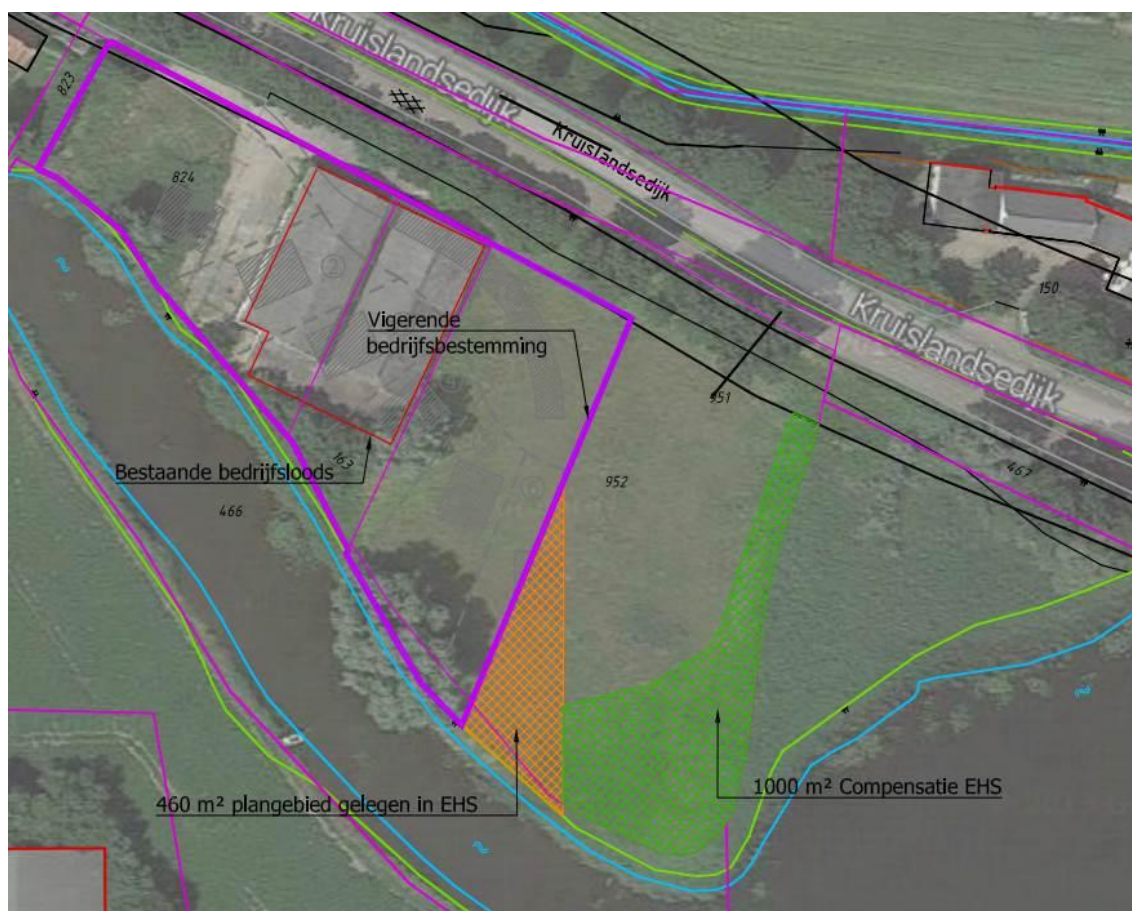 Kruislandsedijk
Kruislandsedijk
823
824
2
150
Kruislandsedijk
Vigerende
bedrijfsbestemming
951
467
Bestaande bedrijfsloods
163
952
466
460 m² plangebied gelegen in EHS
1000 m² Compensatie EHS